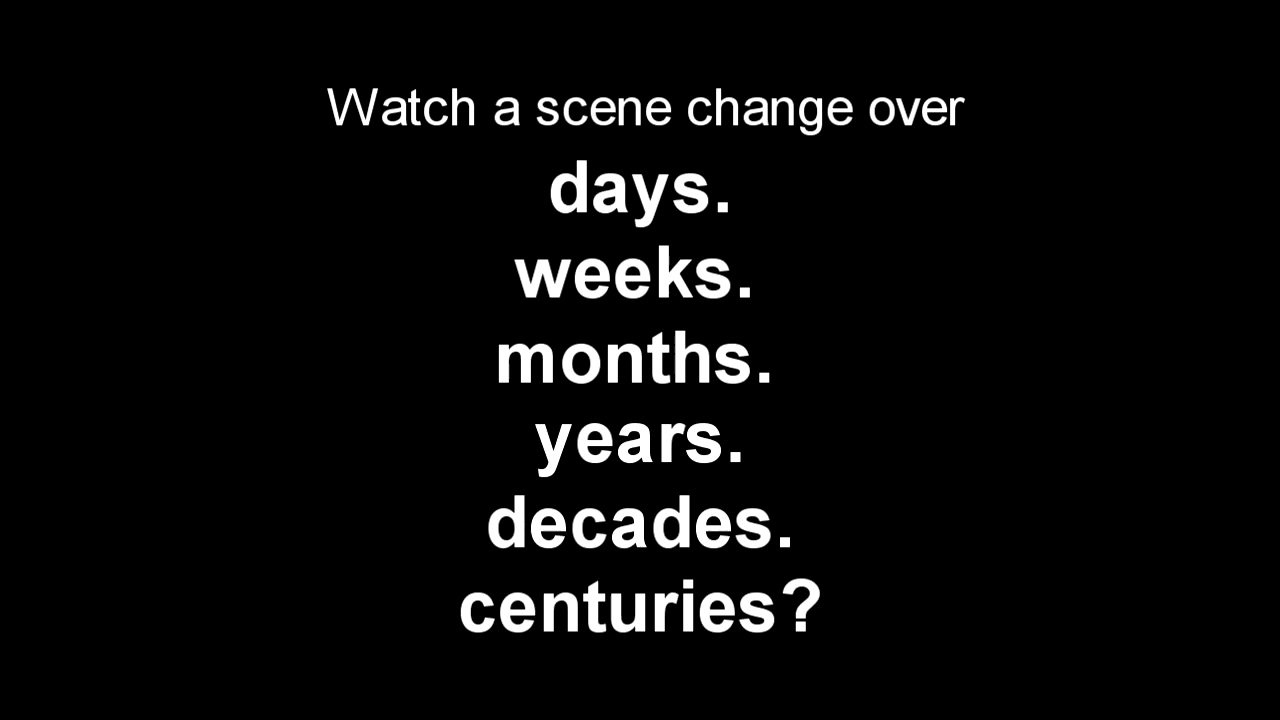 Watch a scene change over
days.
weeks.
months.
years.
decades.
centuries?